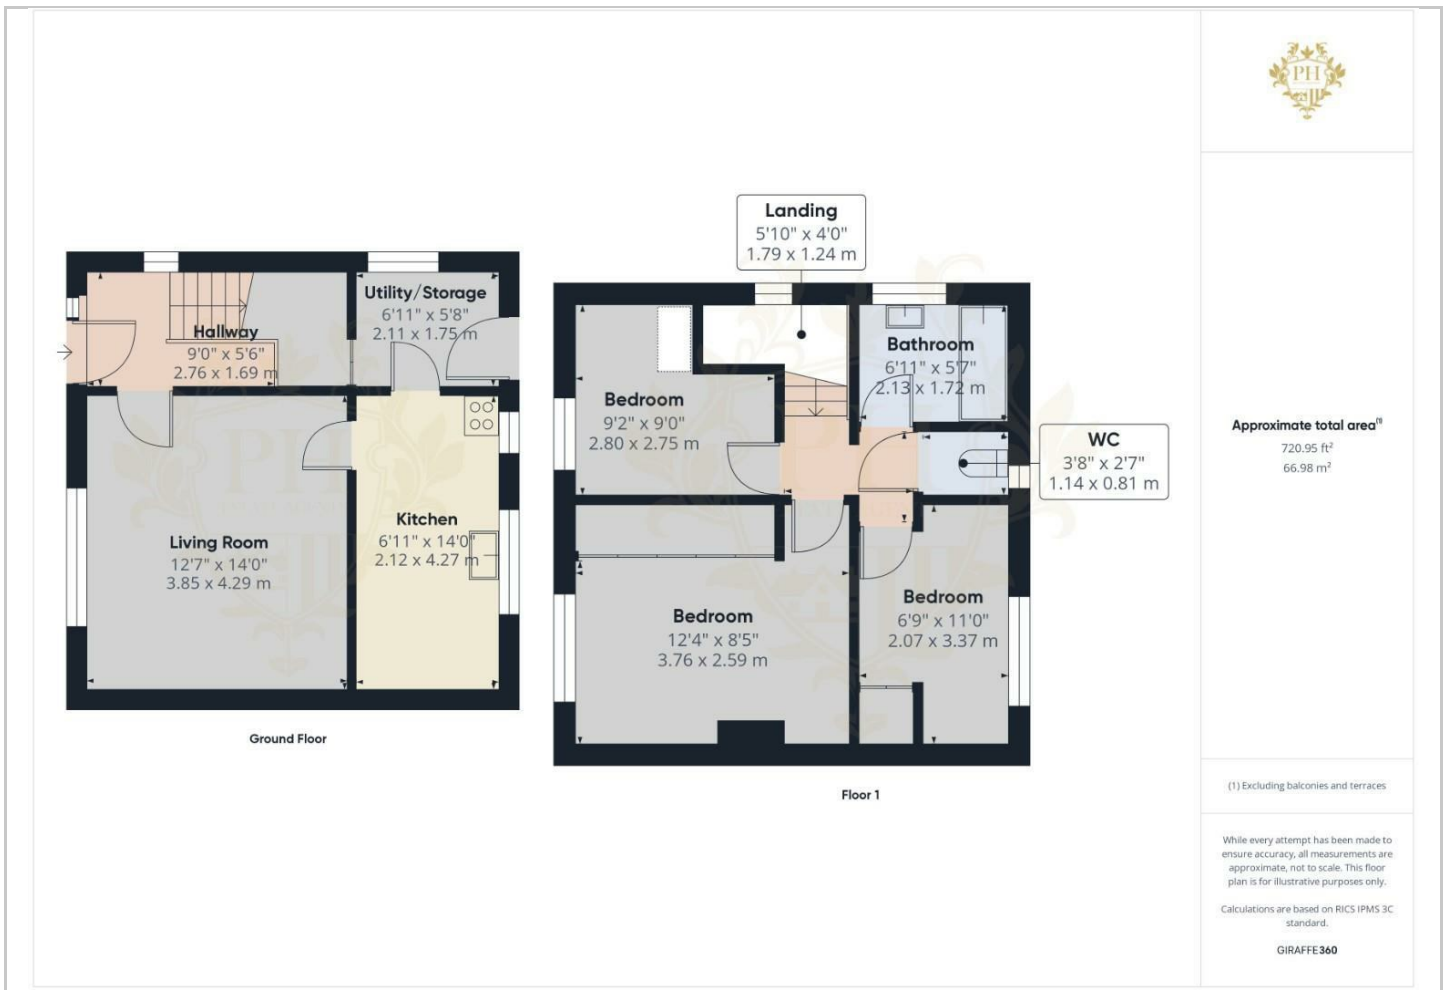 PH
Landing
5'10" x 4'0"
1.79 x 1.24 m
Utility/Storage
6'11" x 5'8"
2.11 x 1.75 m
Hallway
9'0" x 5'6"
2.76 x 1.69 m
Living Room
12'7" x 14'0"
3.85 x 4.29 m
Kitchen
6'11" x 14'0"
2.12 x 4.27 m
Ground Floor
Bedroom
9'2" x 9'0"
2.80 x 2.75 m
Bathroom
6'11" x 5'7"
2.13 x 1.72 m
WC
3'8" x 2'7"
1.14 x 0.81 m
Bedroom
12'4" x 8'5"
3.76 x 2.59 m
Bedroom
6'9" x 11'0"
2.07 x 3.37 m
Floor 1
Approximate total area(1)
720.95 ft²
66.98 m²
(1) Excluding balconies and terraces
While every attempt has been made to
ensure accuracy, all measurements are
approximate, not to scale. This floor
plan is for illustrative purposes only.
Calculations are based on RICS IPMS 3C
standard.
GIRAFFE360